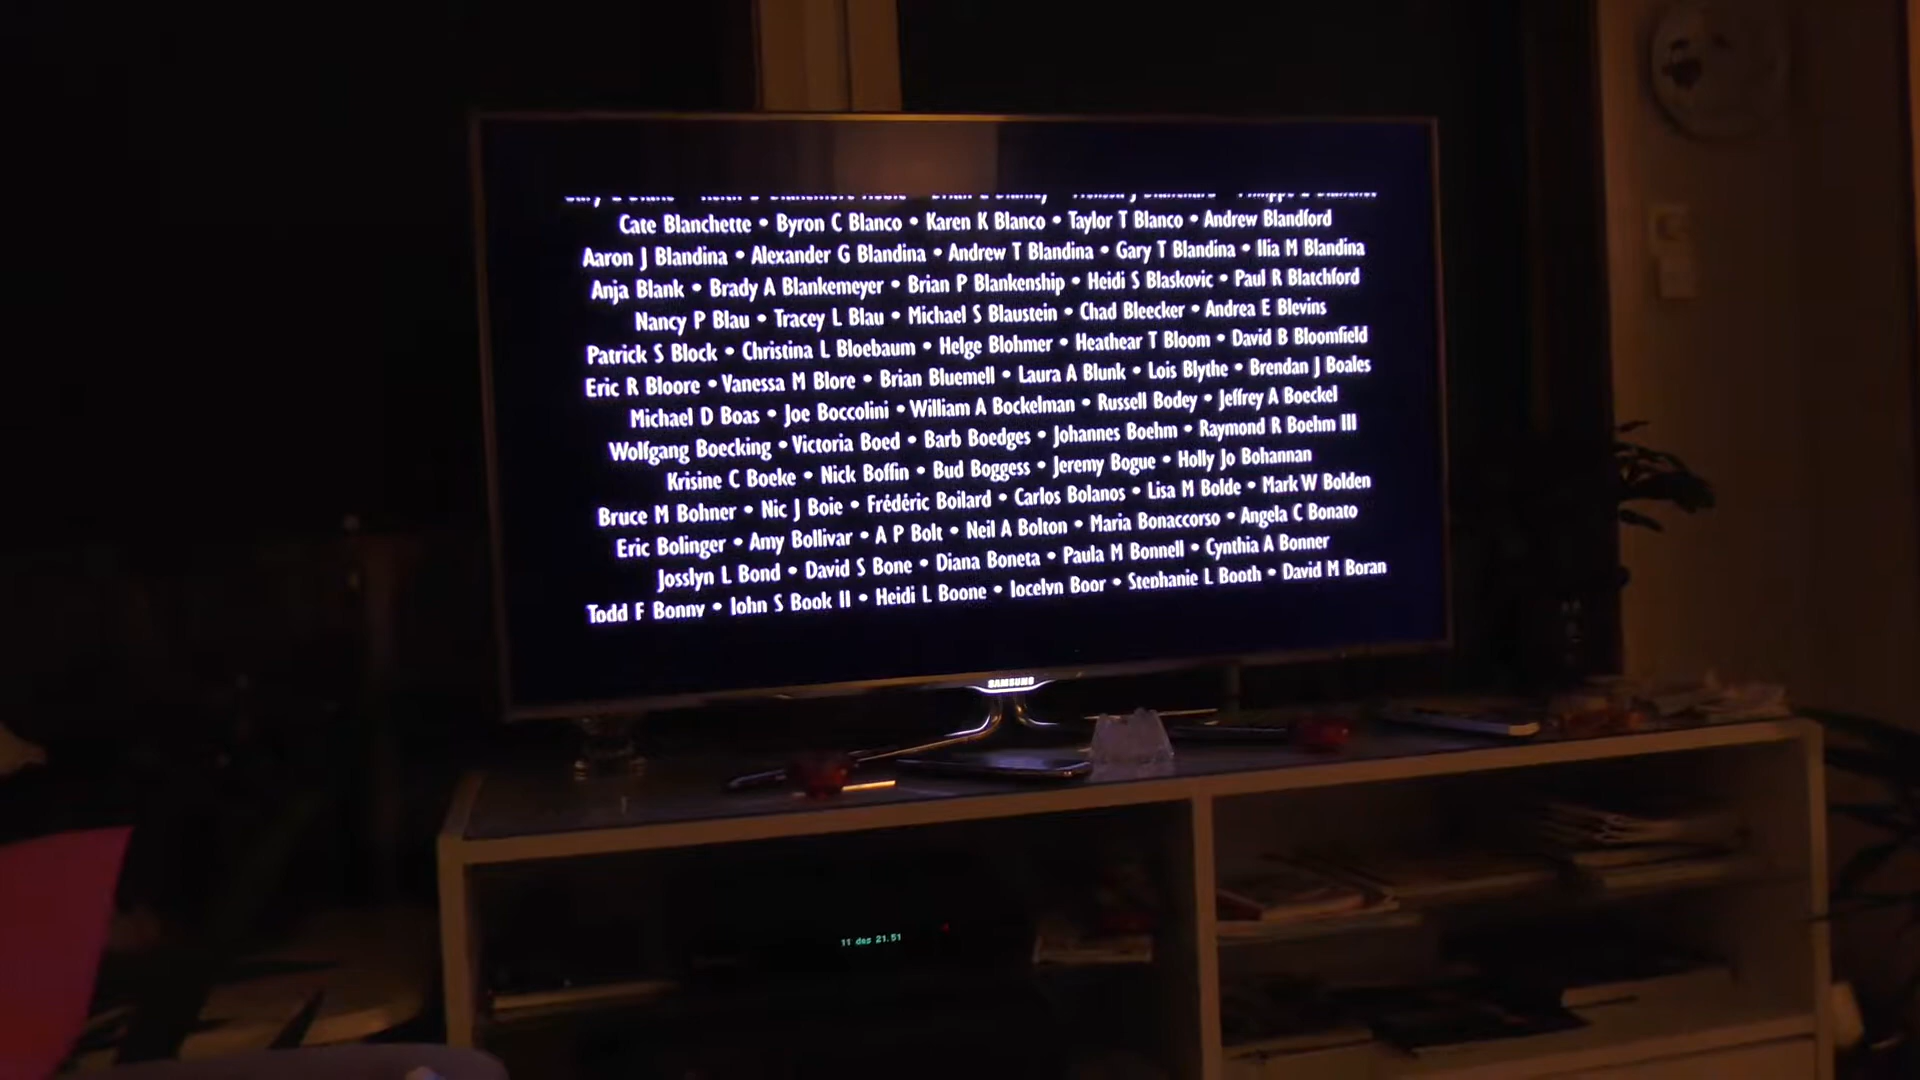 Cate Blanchette • Byron C Blanco • Karen K Blanco • Taylor T Blanco • Andrew Blandford
Aaron J Blandina • Alexander G Blandina • Andrew T Blandina • Gary T Blandina • Ilia M Blandina
Anja Blank • Brady A Blankemeyer • Brian P Blankenship • Heidi S Blaskovic • Paul R Blatchford
Nancy P Blau • Tracey L Blau • Michael S Blaustein • Chad Bleecker • Andrea E Blevins
Patrick S Block • Christina L Bloebaum • Helge Blohmer • Heathear T Bloom • David B Bloomfield
Eric R Bloore • Vanessa M Blore • Brian Bluemell • Laura A Blunk • Lois Blythe • Brendan J Boales
Michael D Boas • Joe Boccolini • William A Bockelman • Russell Bodey • Jeffrey A Boeckel
Wolfgang Boecking • Victoria Boed • Barb Boedges • Johannes Boehm • Raymond R Boehm III
Krisine C Boeke • Nick Boffin • Bud Boggess • Jeremy Bogue • Holly Jo Bohannan
Bruce M Bohner • Nic J Boie • Frédéric Boilard • Carlos Bolanos • Lisa M Bolde • Mark W Bolden
Eric Bolinger • Amy Bollivar • A P Bolt • Neil A Bolton • Maria Bonaccorso • Angela C Bonato
Josslyn L Bond • David S Bone • Diana Boneta • Paula M Bonnell • Cynthia A Bonner
Todd F Bonny • John S Book II • Heidi L Boone • Jocelyn Boor • Stephanie L Booth • David M Boran
SAMSUNG
11 des 21.51